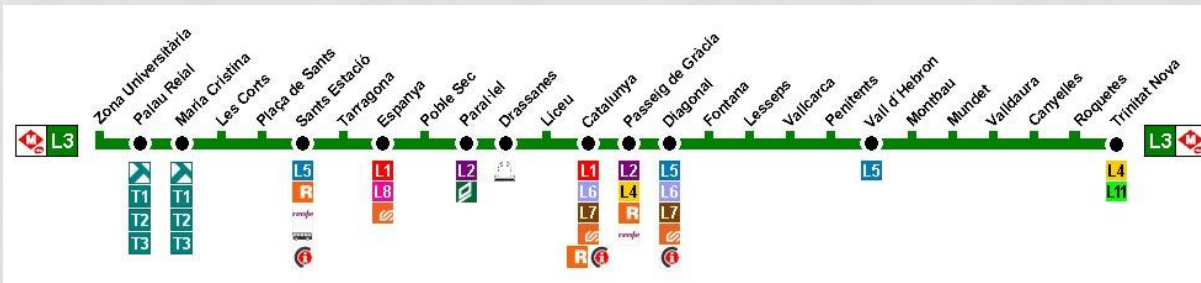 Zona Universitària
Palau Reial
Maria Cristina
Les Corts
Plaça de Sants
Sants Estació
Tarragona
Espanya
Poble Sec
Paral·lel
Drassanes
Liceu
Catalunya
Passeig de Gràcia
Diagonal
Fontana
Lesseps
Vallcarca
Penitents
Vall d´Hebron
Montbau
Mundet
Valldaura
Canyelles
Roquetes
Trinitat Nova
M L3
L3 M
T1
T2
T3
T1
T2
T3
L5
R
renfe
i
L1
L8
L2
L1
L6
L7
R i
L2
L4
R
renfe
L5
L6
L7
i
L5
L4
L11